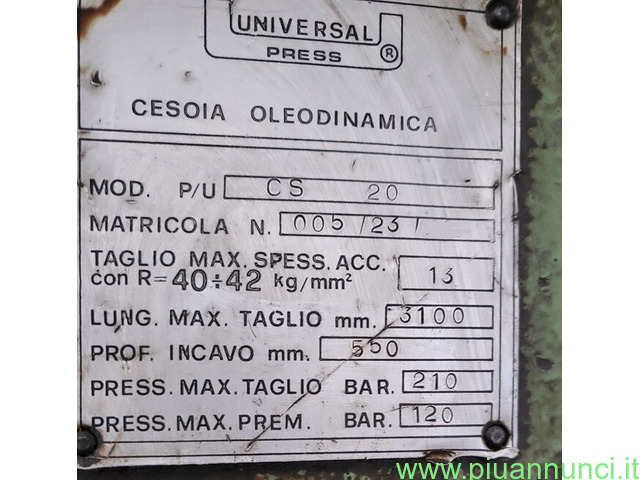 UNIVERSAL
PRESS ®
CESOIA OLEODINAMICA
MOD. P/U CS 20
MATRICOLA N. 005/23/
TAGLIO MAX. SPESS. ACC.
con R=40÷42 kg/mm² 13
LUNG. MAX. TAGLIO mm. 3100
PROF. INCAVO mm. 550
PRESS. MAX. TAGLIO BAR. 210
PRESS. MAX. PREM. BAR. 120
www.piuannunci.it